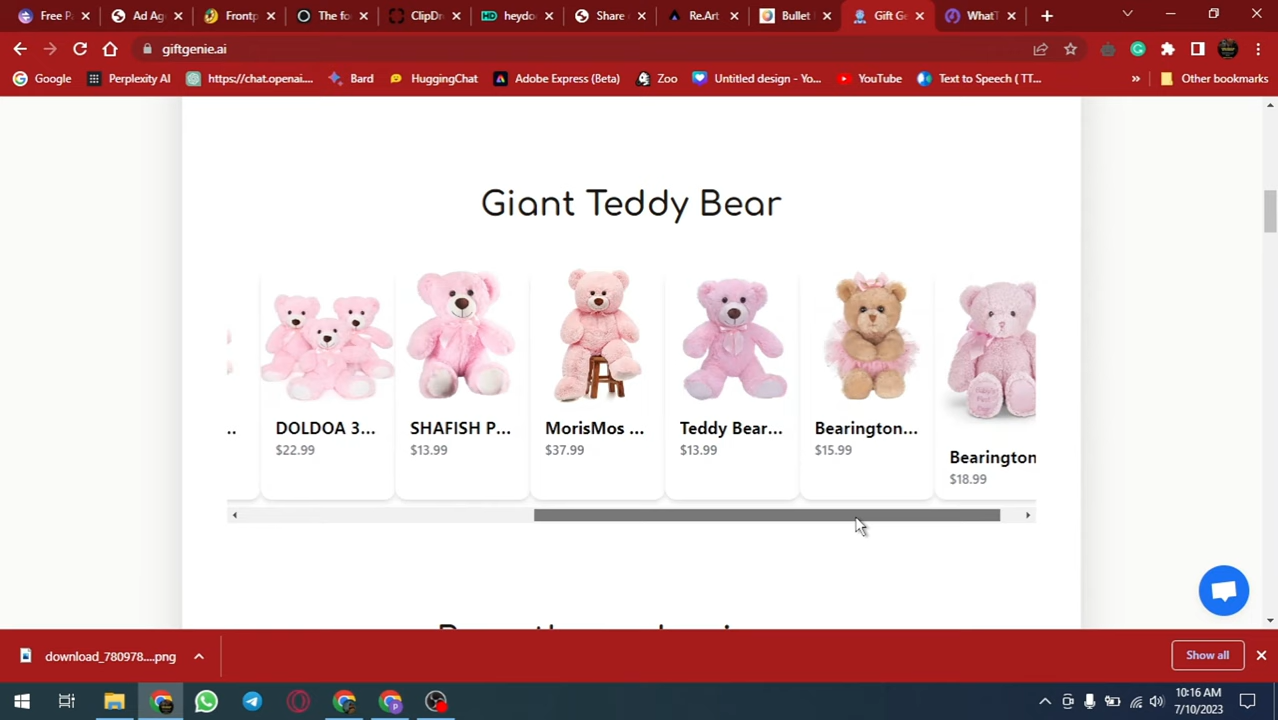 Free P
Ad Age
Frontp
The fo
ClipDr
heydo
Share
Re.Art
Bullet
Gift Ge
WhatT
giftgenie.ai
Google
Perplexity AI
https://chat.openai....
Bard
HuggingChat
Adobe Express (Beta)
Zoo
Untitled design - Yo...
YouTube
Text to Speech ( TT...
»
Other bookmarks
Giant Teddy Bear
..
DOLDOA 3...
$22.99
SHAFISH P...
$13.99
MorisMos ...
$37.99
Teddy Bear...
$13.99
Bearington...
$15.99
Bearington
$18.99
download_780978....png
Show all
10:16 AM
7/10/2023